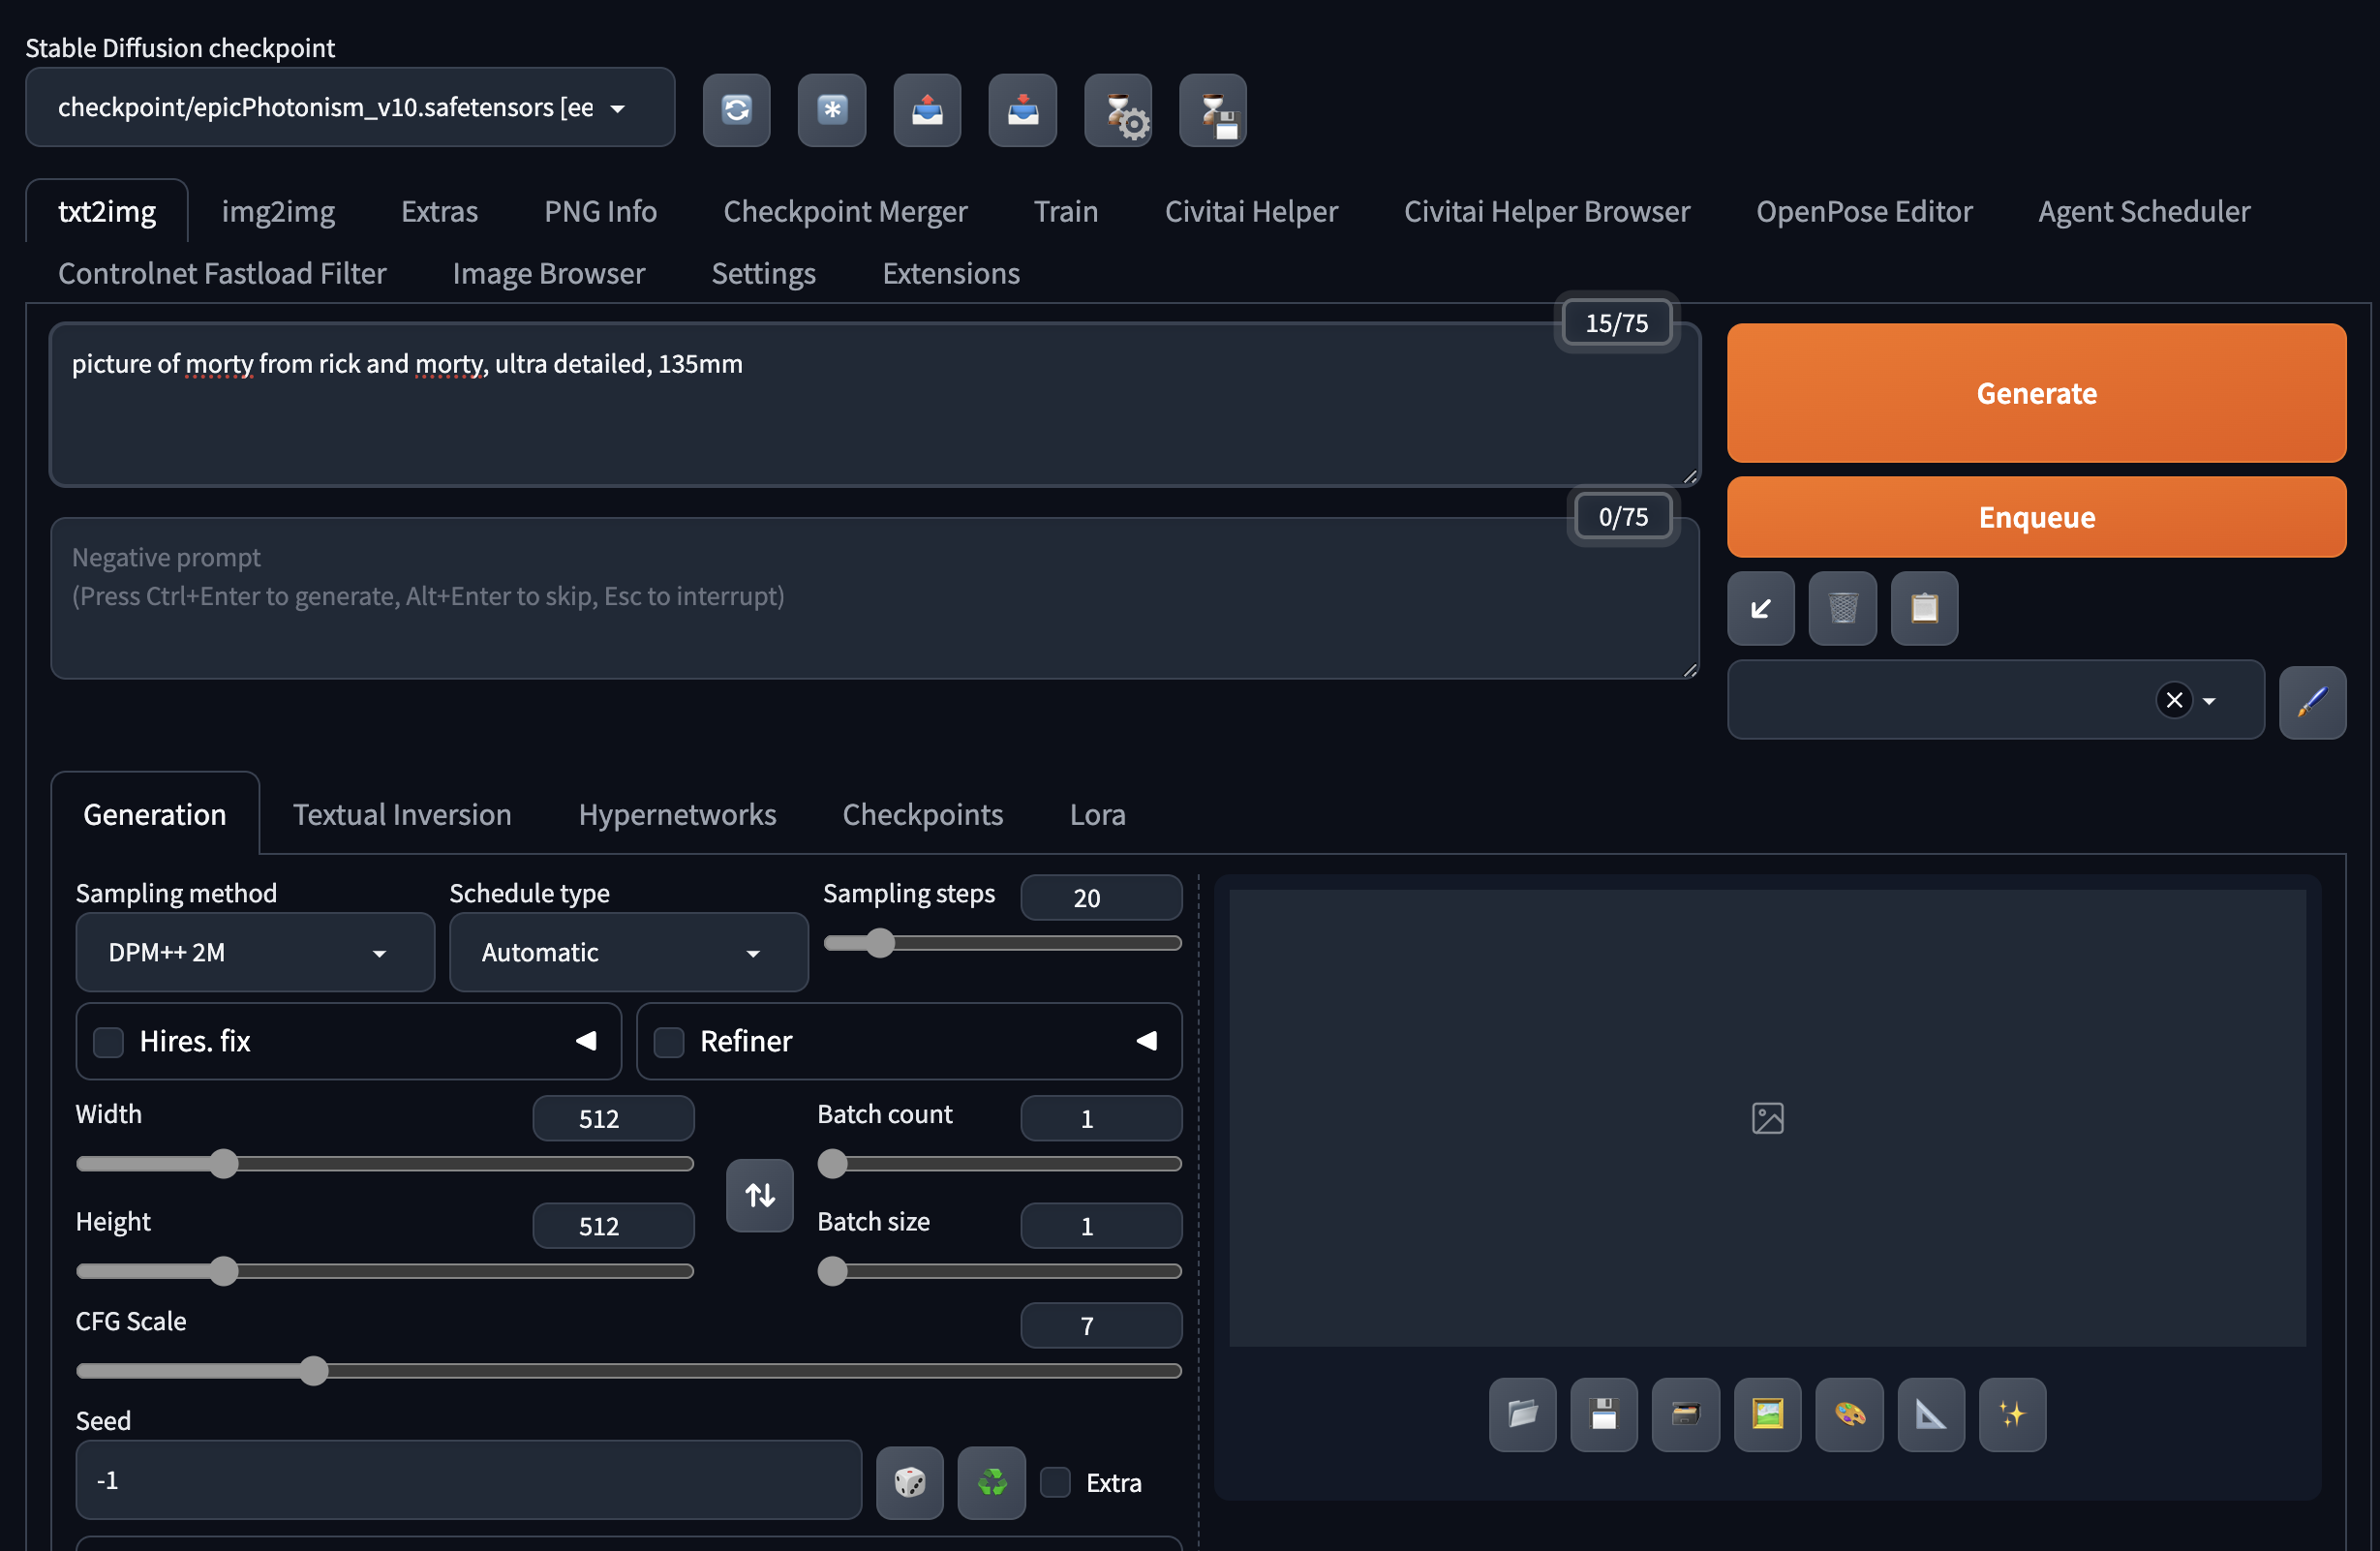 Stable Diffusion checkpoint
checkpoint/epicPhotonism_v10.safetensors [ee
txt2img img2img Extras PNG Info Checkpoint Merger Train Civitai Helper Civitai Helper Browser OpenPose Editor Agent Scheduler
Controlnet Fastload Filter Image Browser Settings Extensions
15/75
picture of morty from rick and morty, ultra detailed, 135mm
Generate
0/75
Enqueue
Negative prompt
(Press Ctrl+Enter to generate, Alt+Enter to skip, Esc to interrupt)
Generation Textual Inversion Hypernetworks Checkpoints Lora
Sampling method Schedule type Sampling steps 20
DPM++ 2M Automatic
Hires. fix Refiner
Width 512 Batch count 1
Height 512 Batch size 1
CFG Scale 7
Seed
-1 Extra